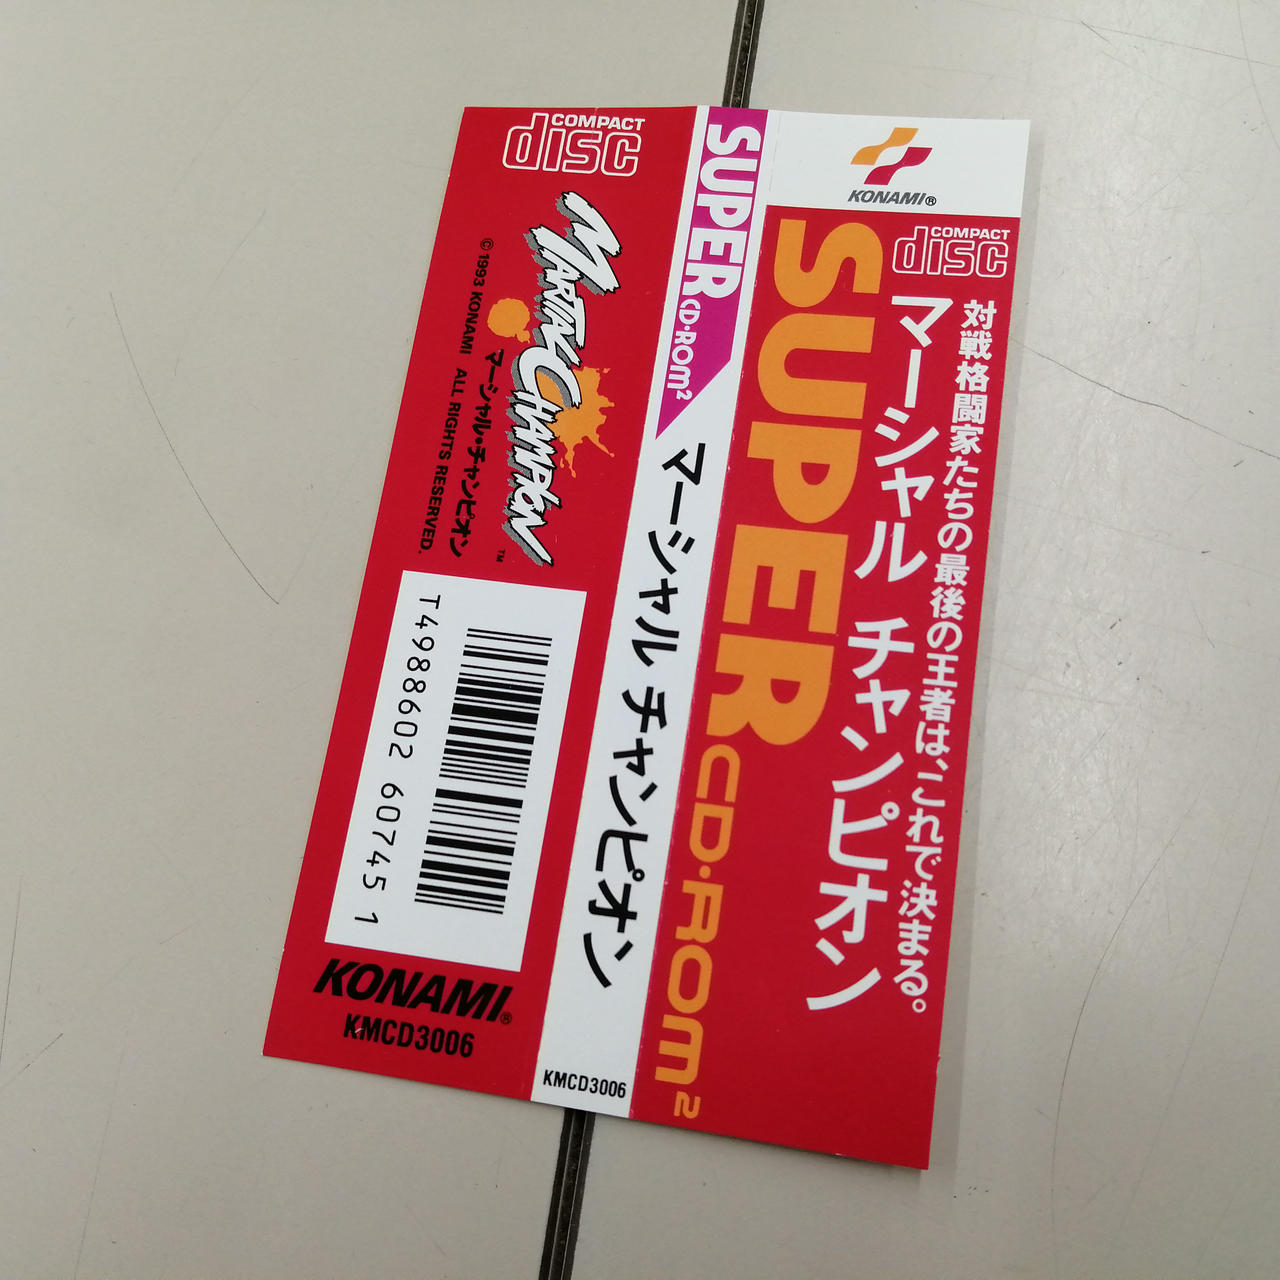 KONAMI®
COMPACT
disc
対戦格闘家たちの最後の王者は、これで決まる。
マーシャル チャンピオン
SUPER CD・ROM²
SUPER CD・ROM²
マーシャル チャンピオン
KMCD3006
COMPACT
disc
MARTIAL CHAMPION™
マーシャル・チャンピオン
© 1993 KONAMI ALL RIGHTS RESERVED.
T4988602 607451
KONAMI®
KMCD3006